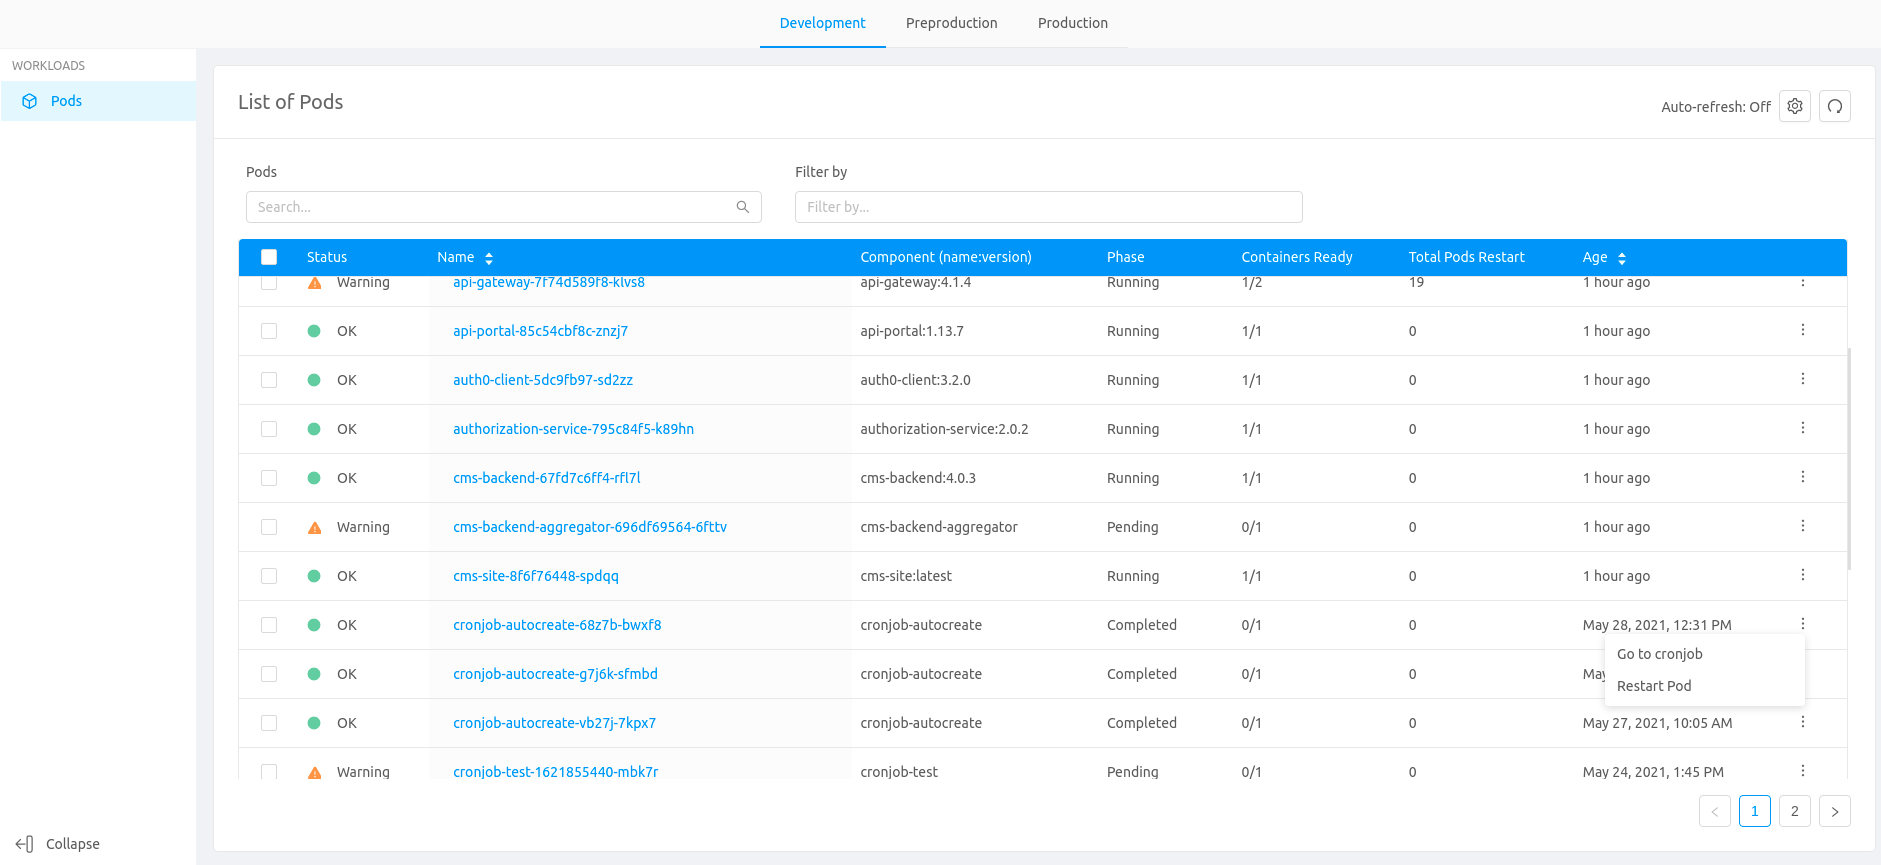 Development Preproduction Production
WORKLOADS
Pods
List of Pods
Auto-refresh: Off
Pods Filter by
Search... Filter by...
Status Name Component (name:version) Phase Containers Ready Total Pods Restart Age
Warning api-gateway-7f74d589f8-klvs8 api-gateway:4.1.4 Running 1/2 19 1 hour ago
OK api-portal-85c54cbf8c-znzj7 api-portal:1.13.7 Running 1/1 0 1 hour ago
OK auth0-client-5dc9fb97-sd2zz auth0-client:3.2.0 Running 1/1 0 1 hour ago
OK authorization-service-795c84f5-k89hn authorization-service:2.0.2 Running 1/1 0 1 hour ago
OK cms-backend-67fd7c6ff4-rfl7l cms-backend:4.0.3 Running 1/1 0 1 hour ago
Warning cms-backend-aggregator-696df69564-6fttv cms-backend-aggregator Pending 0/1 0 1 hour ago
OK cms-site-8f6f76448-spdqq cms-site:latest Running 1/1 0 1 hour ago
OK cronjob-autocreate-68z7b-bwxf8 cronjob-autocreate Completed 0/1 0 May 28, 2021, 12:31 PM
Go to cronjob
OK cronjob-autocreate-g7j6k-sfmbd cronjob-autocreate Completed 0/1 0 May
Restart Pod
OK cronjob-autocreate-vb27j-7kpx7 cronjob-autocreate Completed 0/1 0 May 27, 2021, 10:05 AM
Warning cronjob-test-1621855440-mbk7r cronjob-test Pending 0/1 0 May 24, 2021, 1:45 PM
1 2
Collapse